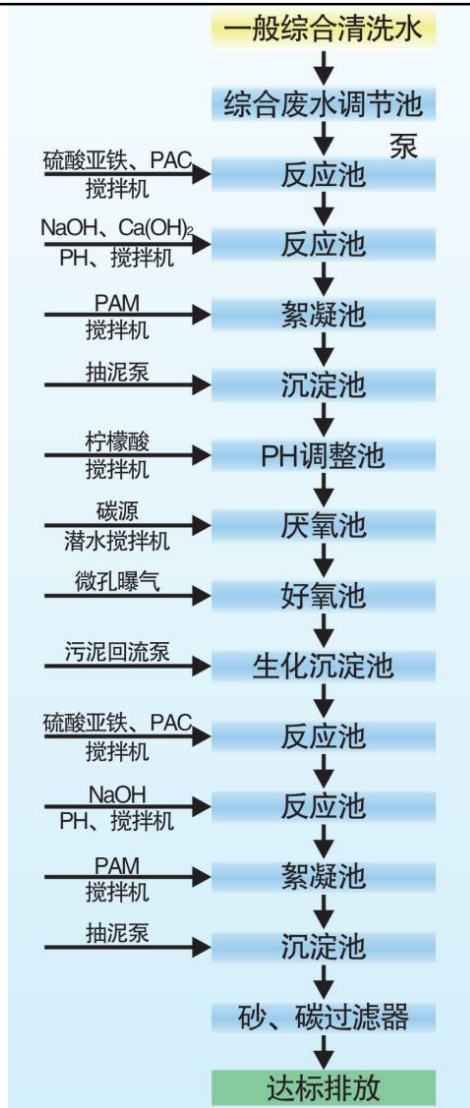 一般综合清洗水
综合废水调节池
泵
硫酸亚铁、PAC
搅拌机
反应池
NaOH、Ca(OH)₂
PH、搅拌机
反应池
PAM
搅拌机
絮凝池
抽泥泵
沉淀池
柠檬酸
搅拌机
PH调整池
碳源
潜水搅拌机
厌氧池
微孔曝气
好氧池
污泥回流泵
生化沉淀池
硫酸亚铁、PAC
搅拌机
反应池
NaOH
PH、搅拌机
反应池
PAM
搅拌机
絮凝池
抽泥泵
沉淀池
砂、碳过滤器
达标排放